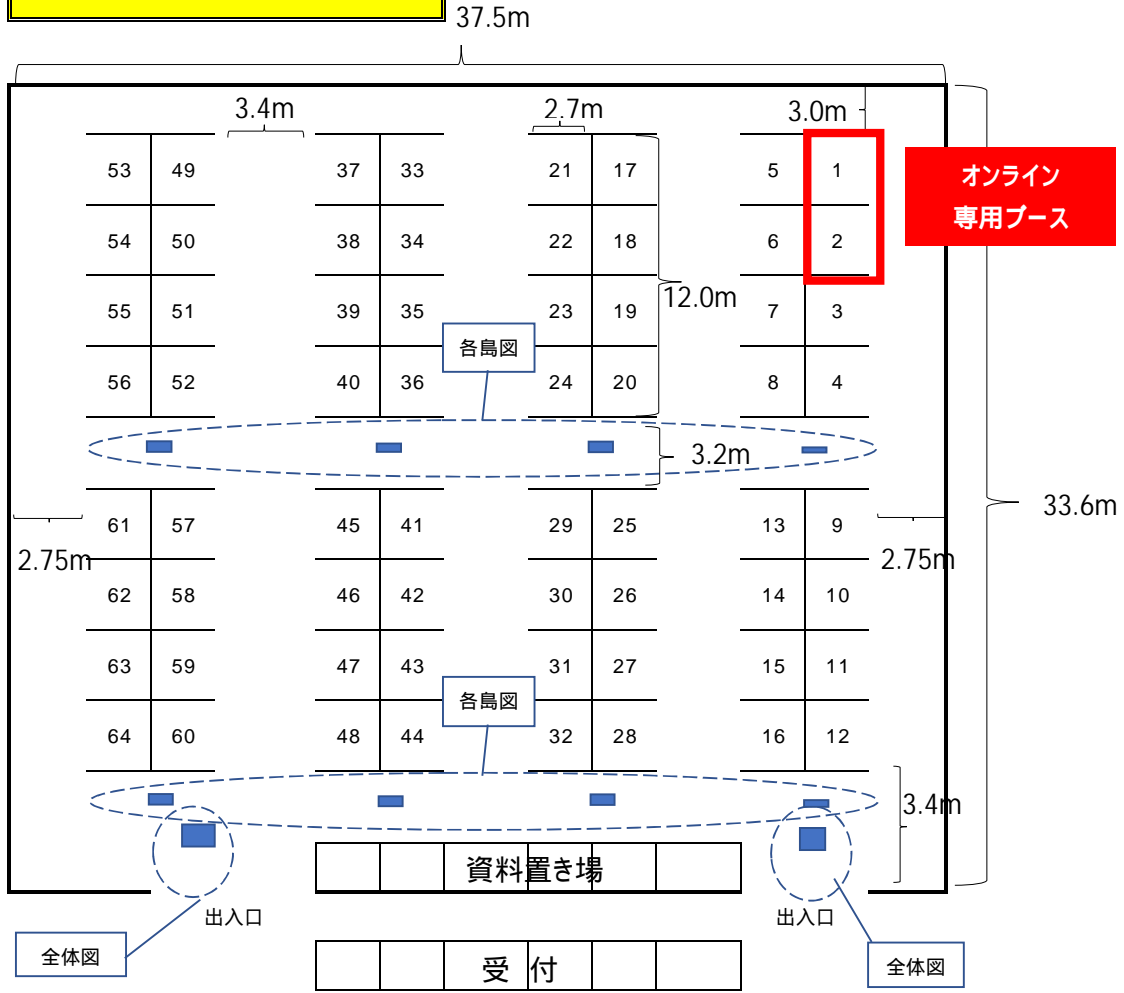 37.5m
3.4m
2.7m
3.0m
53 49 37 33 21 17 5 1
オンライン
専用ブース
54 50 38 34 22 18 6 2
12.0m
55 51 39 35 23 19 7 3
各島図
56 52 40 36 24 20 8 4
3.2m
33.6m
61 57 45 41 29 25 13 9
2.75m
2.75m
62 58 46 42 30 26 14 10
63 59 47 43 31 27 15 11
各島図
64 60 48 44 32 28 16 12
3.4m
資料置き場
出入口
出入口
全体図
受 付
全体図